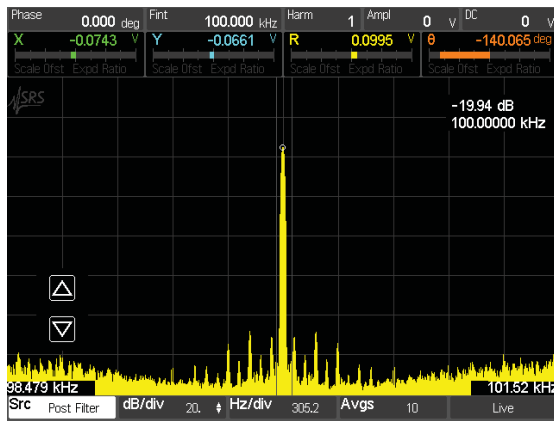 Phase 0.000 deg Fint 100.000 kHz Harm 1 Ampl 0 V DC 0 V
X -0.0743 V Y -0.0661 V R 0.0995 V θ -140.065 deg
Scale Ofst Expd Ratio Scale Ofst Expd Ratio Scale Ofst Expd Ratio Scale Ofst Expd Ratio
SRS
-19.94 dB
100.00000 kHz
98.479 kHz 101.52 kHz
Src Post Filter dB/div 20. Hz/div 305.2 Avgs 10 Live